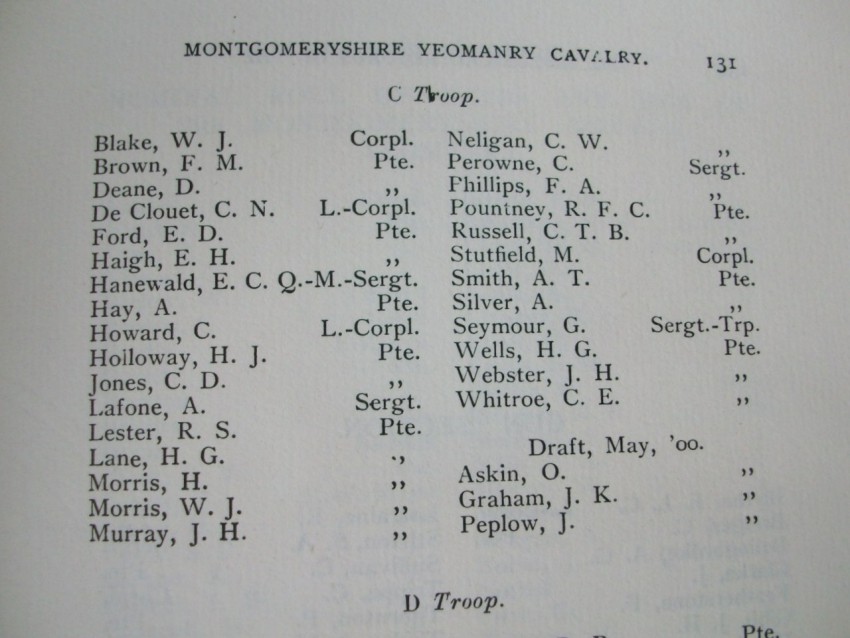 MONTGOMERYSHIRE YEOMANRY CAVALRY. 131
C Troop.
Blake, W. J. Corpl.
Brown, F. M. Pte.
Deane, D. ,,
De Clouet, C. N. L.-Corpl.
Ford, E. D. Pte.
Haigh, E. H. ,,
Hanewald, E. C. Q.-M.-Sergt.
Hay, A. Pte.
Howard, C. L.-Corpl.
Holloway, H. J. Pte.
Jones, C. D. ,,
Lafone, A. Sergt.
Lester, R. S. Pte.
Lane, H. G. ,,
Morris, H. ,,
Morris, W. J. ,,
Murray, J. H. ,,
Neligan, C. W. ,,
Perowne, C. Sergt.
Phillips, F. A. ,,
Pountney, R. F. C. Pte.
Russell, C. T. B. ,,
Stutfield, M. Corpl.
Smith, A. T. Pte.
Silver, A. ,,
Seymour, G. Sergt.-Trp.
Wells, H. G. Pte.
Webster, J. H. ,,
Whitroe, C. E. ,,
Draft, May, '00.
Askin, O. ,,
Graham, J. K. ,,
Peplow, J. ,,
D Troop.
Pte.